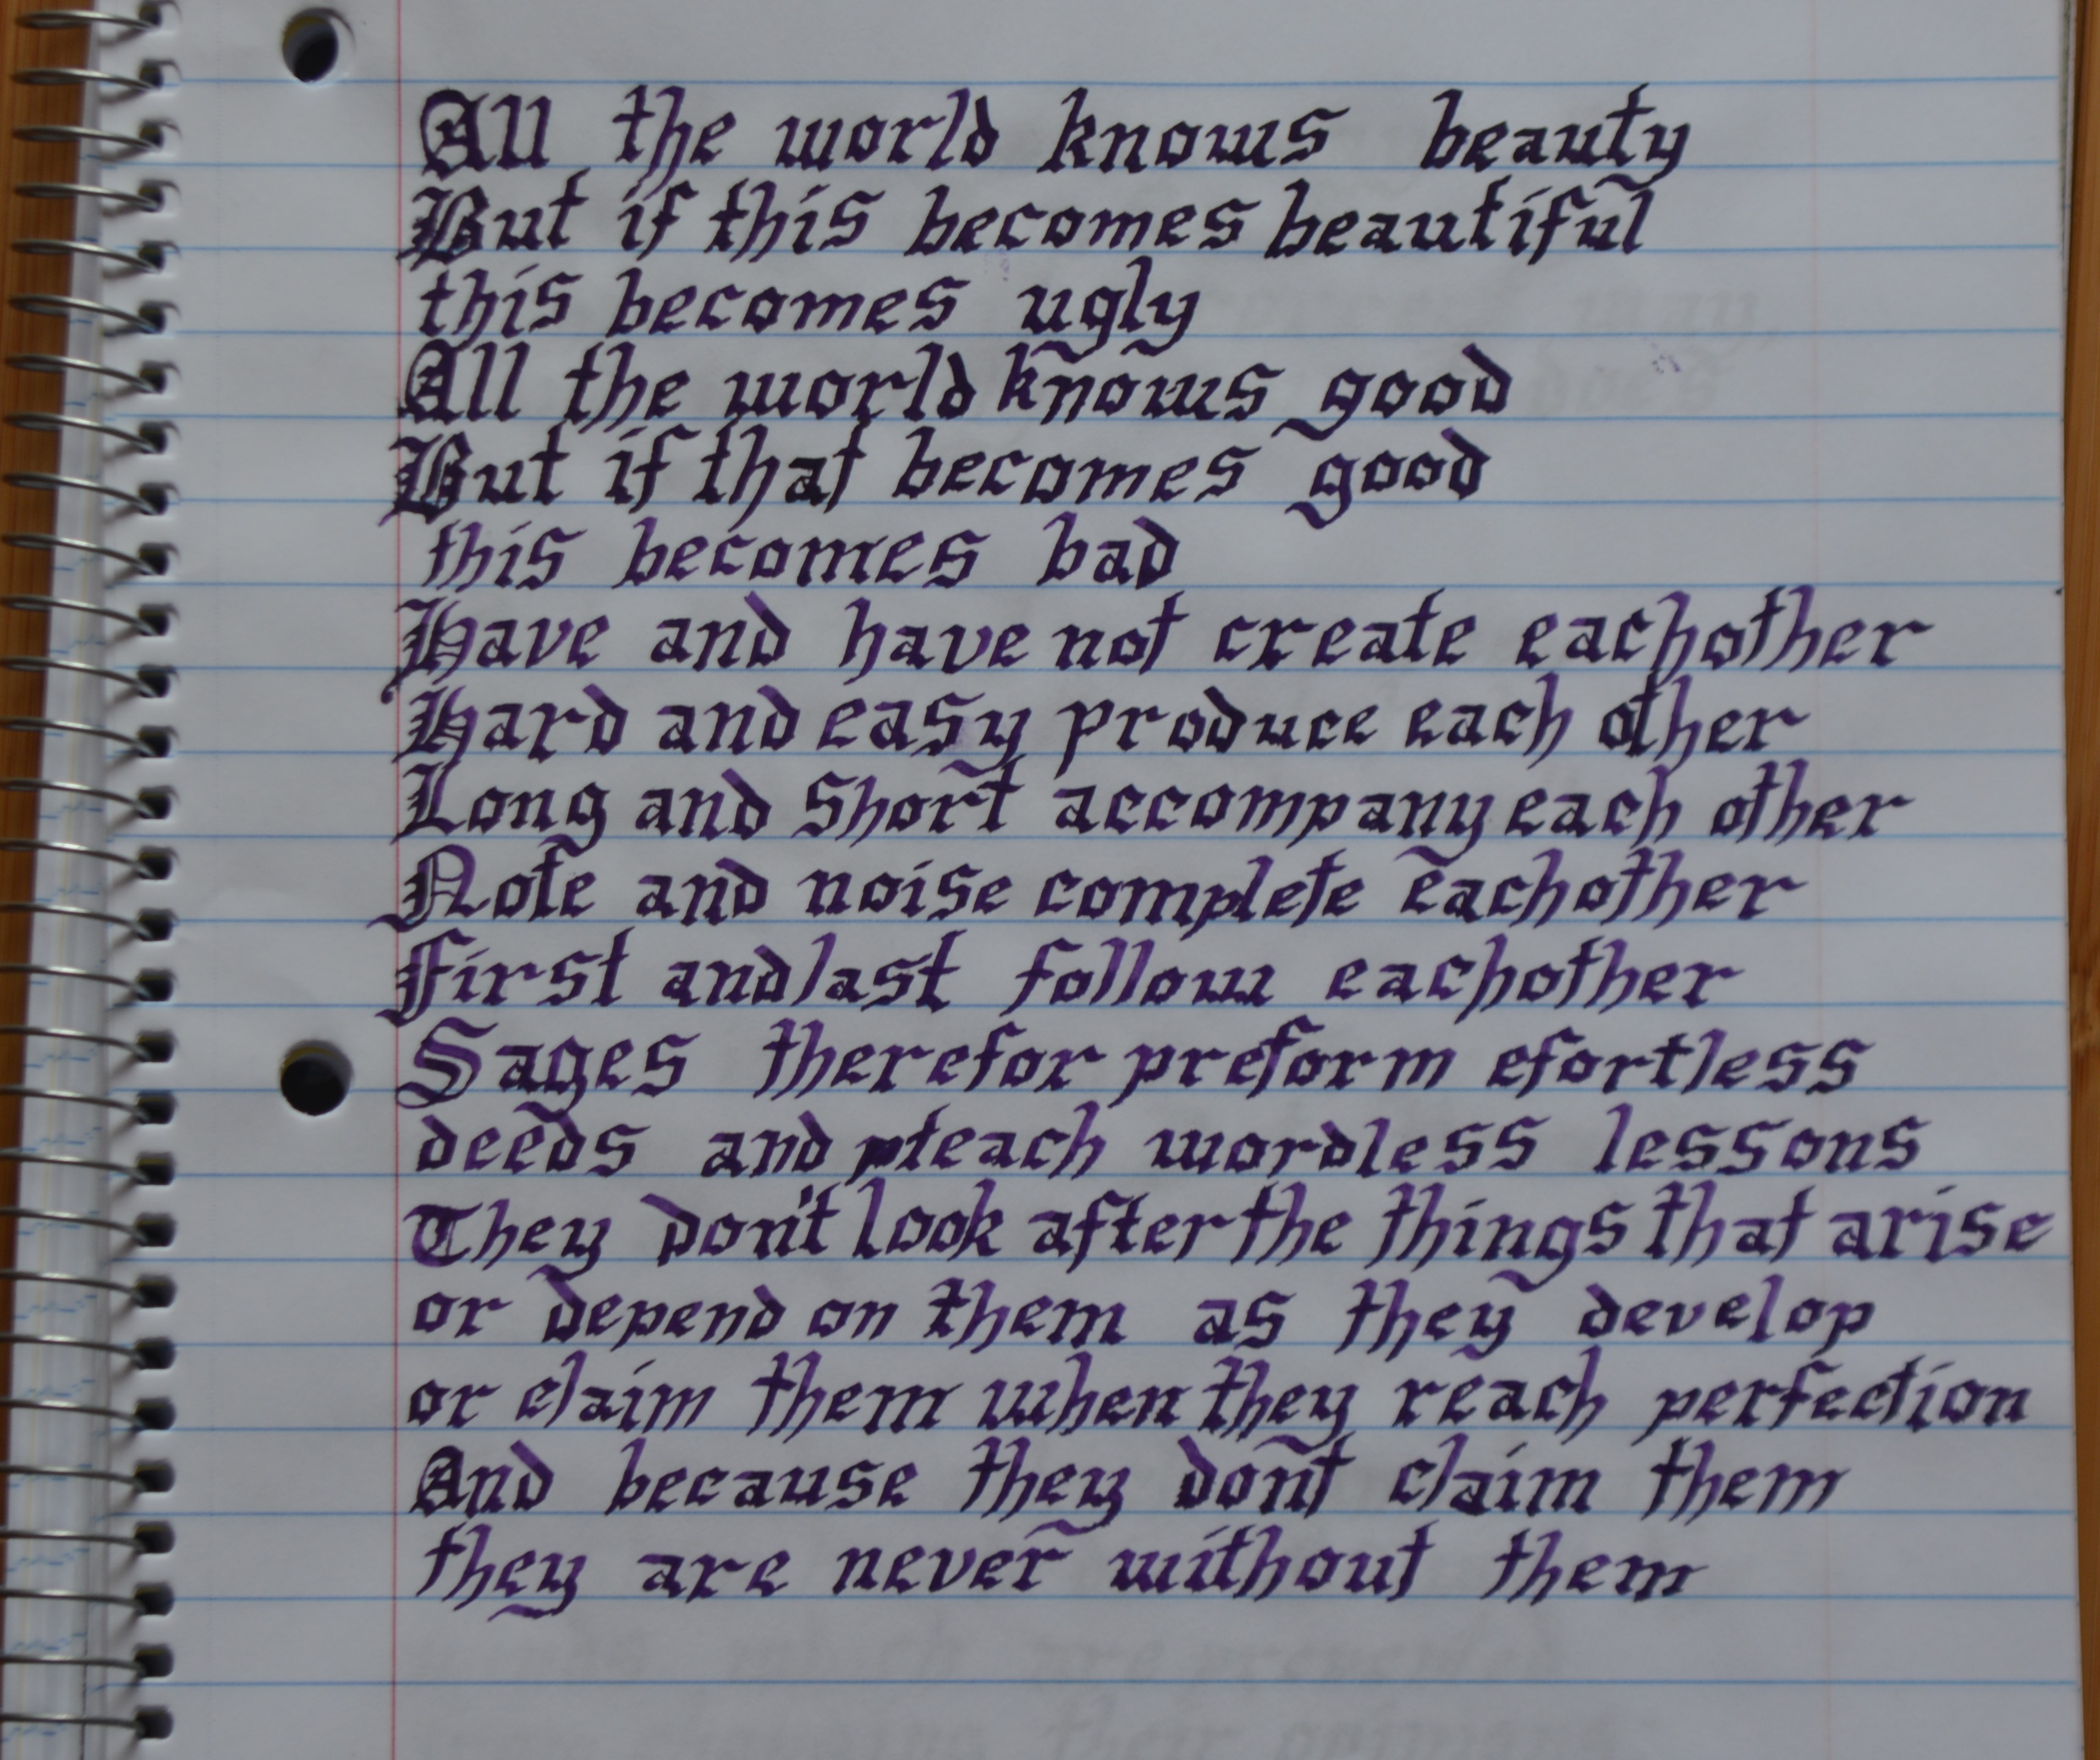 All the world knows beauty
But if this becomes beautiful
this becomes ugly
All the world knows good
But if that becomes good
this becomes bad
Have and have not create eachother
Hard and easy produce each other
Long and Short accompany each other
Note and noise complete eachother
First and last follow eachother
Sages therefor preform efortless
deeds and teach wordless lessons
They don't look after the things that arise
or depend on them as they develop
or claim them when they reach perfection
And because they don't claim them
they are never without them